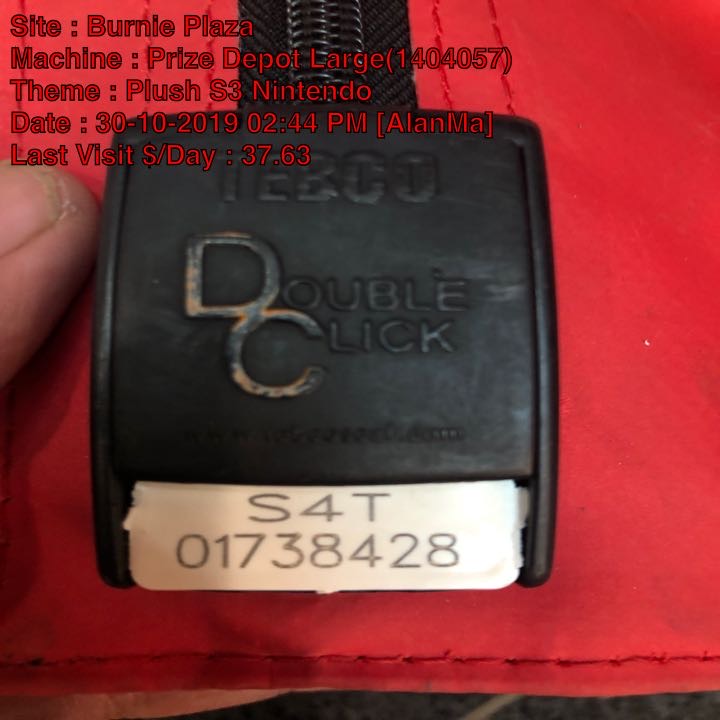 Site : Burnie Plaza
Machine : Prize Depot Large(1404057)
Theme : Plush S3 Nintendo
Date : 30-10-2019 02:44 PM [AlanMa]
Last Visit $/Day : 37.63
TEBCO
DOUBLE
CLICK
S4T
01738428